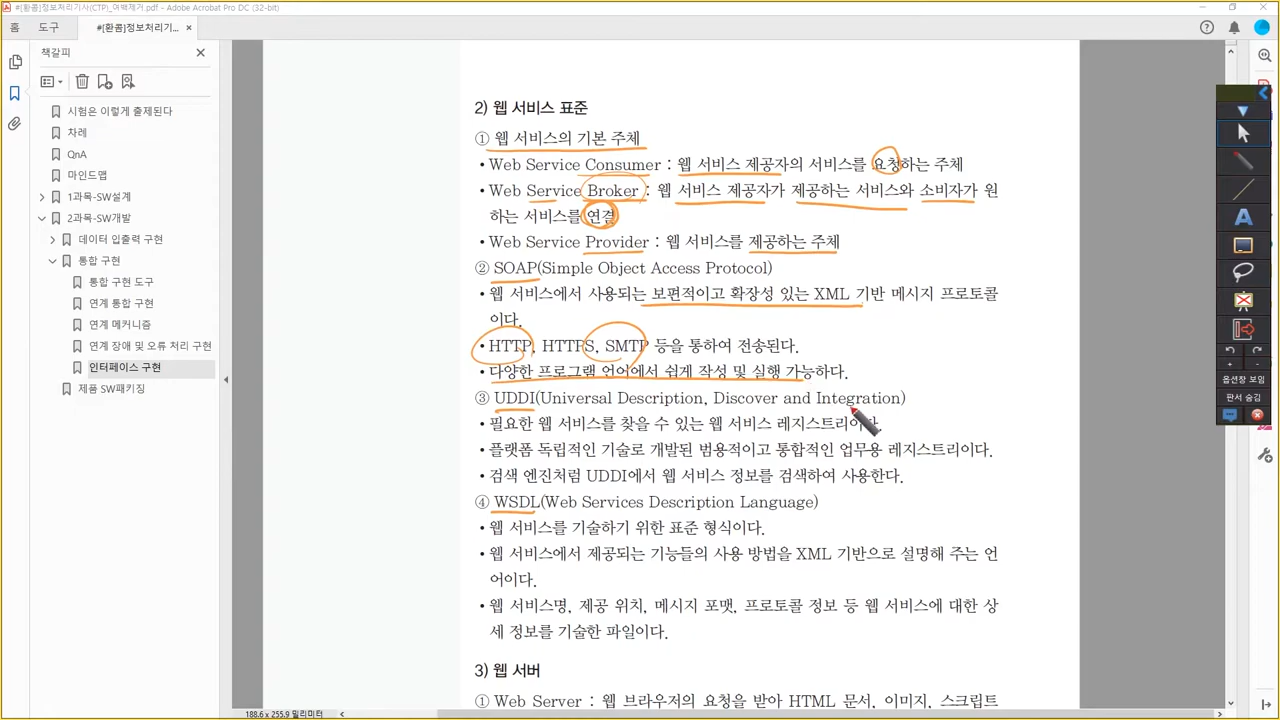 #[환콤]정보처리기사(CTP)_여백제거.pdf - Adobe Acrobat Pro DC (32-bit)
홈 도구 #[환콤]정보처리기...
책갈피
시험은 이렇게 출제된다
차례
QnA
마인드맵
1과목-SW설계
2과목-SW개발
데이터 입출력 구현
통합 구현
통합 구현 도구
연계 통합 구현
연계 메커니즘
연계 장애 및 오류 처리 구현
인터페이스 구현
제품 SW패키징
2) 웹 서비스 표준
① 웹 서비스의 기본 주체
• Web Service Consumer : 웹 서비스 제공자의 서비스를 요청하는 주체
• Web Service Broker : 웹 서비스 제공자가 제공하는 서비스와 소비자가 원
하는 서비스를 연결
• Web Service Provider : 웹 서비스를 제공하는 주체
② SOAP(Simple Object Access Protocol)
• 웹 서비스에서 사용되는 보편적이고 확장성 있는 XML 기반 메시지 프로토콜
이다.
• HTTP, HTTPS, SMTP 등을 통하여 전송된다.
• 다양한 프로그램 언어에서 쉽게 작성 및 실행 가능하다.
③ UDDI(Universal Description, Discover and Integration)
• 필요한 웹 서비스를 찾을 수 있는 웹 서비스 레지스트리이다.
• 플랫폼 독립적인 기술로 개발된 범용적이고 통합적인 업무용 레지스트리이다.
• 검색 엔진처럼 UDDI에서 웹 서비스 정보를 검색하여 사용한다.
④ WSDL(Web Services Description Language)
• 웹 서비스를 기술하기 위한 표준 형식이다.
• 웹 서비스에서 제공되는 기능들의 사용 방법을 XML 기반으로 설명해 주는 언
어이다.
• 웹 서비스명, 제공 위치, 메시지 포맷, 프로토콜 정보 등 웹 서비스에 대한 상
세 정보를 기술한 파일이다.
3) 웹 서버
① Web Server : 웹 브라우저의 요청을 받아 HTML 문서, 이미지, 스크립트
188.6 x 255.9 밀리미터
A
옵션창 보임
판서 숨김